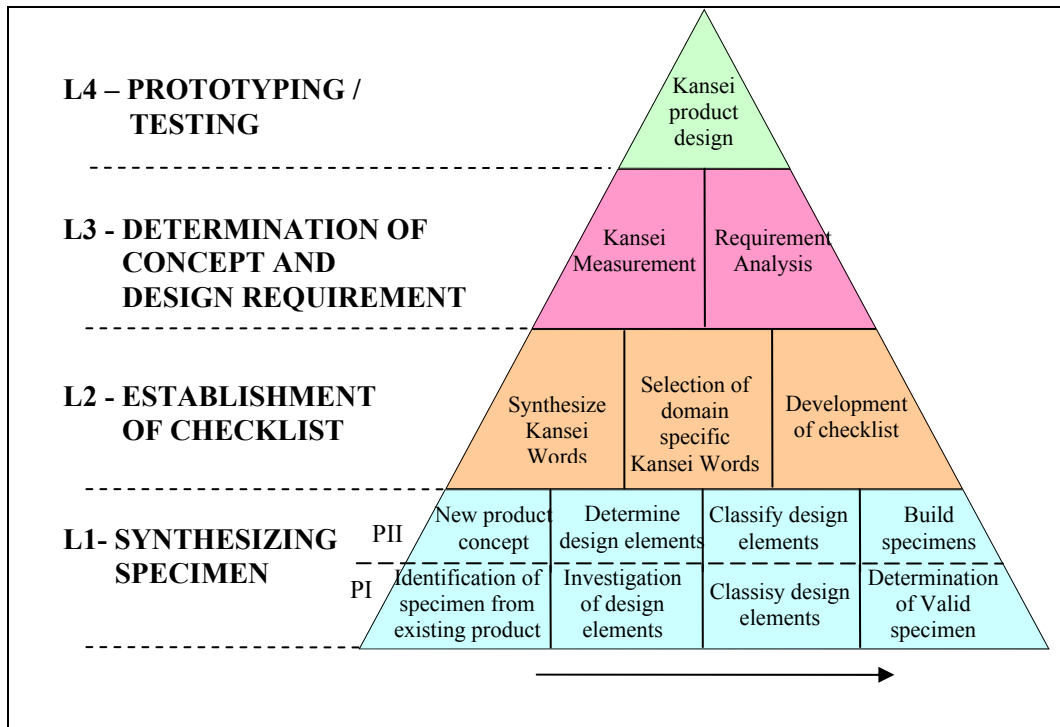 L4 – PROTOTYPING /
TESTING
Kansei
product
design
L3 - DETERMINATION OF
CONCEPT AND
DESIGN REQUIREMENT
Kansei
Measurement
Requirement
Analysis
L2 - ESTABLISHMENT
OF CHECKLIST
Synthesize
Kansei
Words
Selection of
domain
specific
Kansei Words
Development
of checklist
L1- SYNTHESIZING
SPECIMEN
PII
New product
concept
Determine
design elements
Classify design
elements
Build
specimens
PI
Identification of
specimen from
existing product
Investigation
of design
elements
Classisy design
elements
Determination
of Valid
specimen